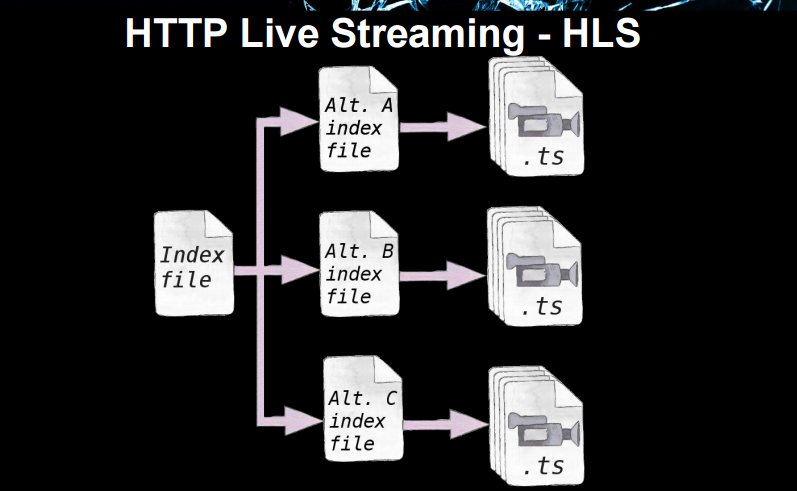 HTTP Live Streaming - HLS
Alt. A
index
file
.ts
Index
file
Alt. B
index
file
.ts
Alt. C
index
file
.ts